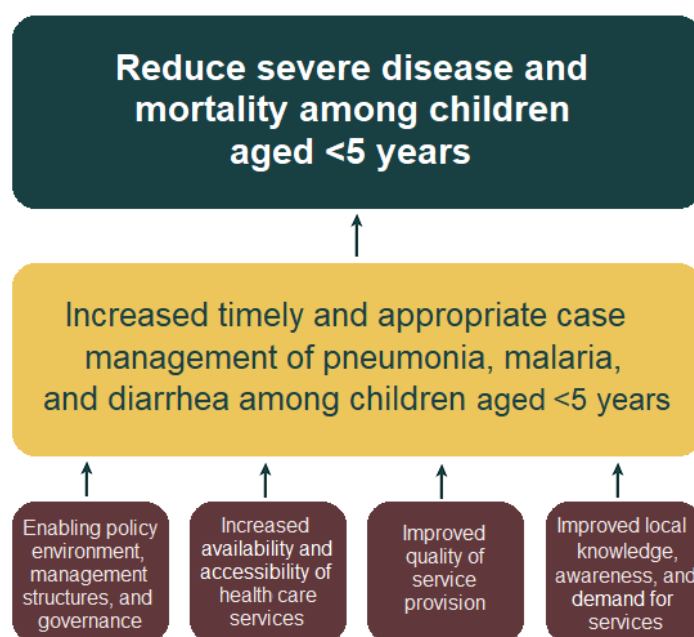 Reduce severe disease and
mortality among children
aged <5 years
Increased timely and appropriate case
management of pneumonia, malaria,
and diarrhea among children aged <5 years
Enabling policy
environment,
management
structures, and
governance
Increased
availability and
accessibility of
health care
services
Improved
quality of
service
provision
Improved local
knowledge,
awareness, and
demand for
services